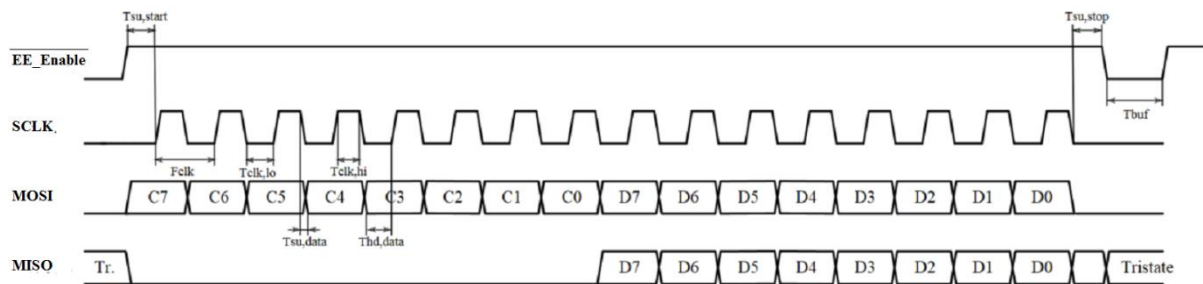 Tsu,start Tsu,stop
EE_Enable
SCLK.
Tbuf
Fclk Tclk,lo Tclk,hi
MOSI C7 C6 C5 C4 C3 C2 C1 C0 D7 D6 D5 D4 D3 D2 D1 D0
Tsu,data Thd,data
MISO Tr. D7 D6 D5 D4 D3 D2 D1 D0 Tristate